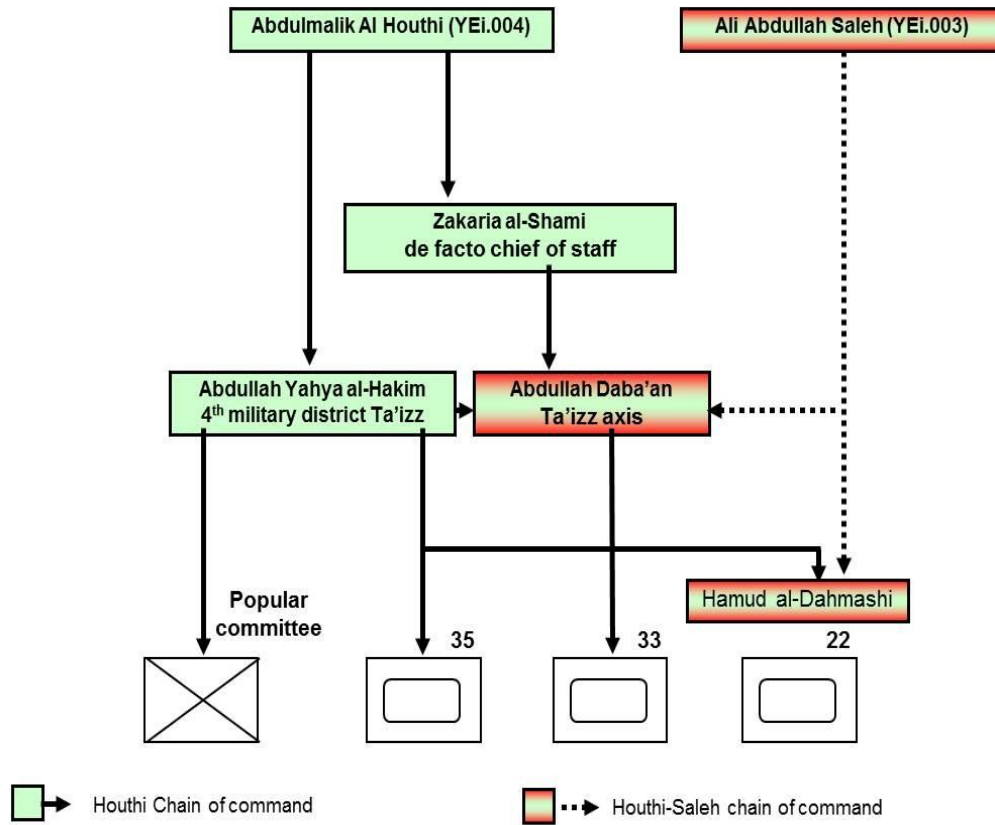 Abdulmalik Al Houthi (YEi.004)
Ali Abdullah Saleh (YEi.003)
Zakaria al-Shami
de facto chief of staff
Abdullah Yahya al-Hakim
4th military district Ta'izz
Abdullah Daba'an
Ta'izz axis
Hamud al-Dahmashi
Popular
committee
35
33
22
Houthi Chain of command
Houthi-Saleh chain of command